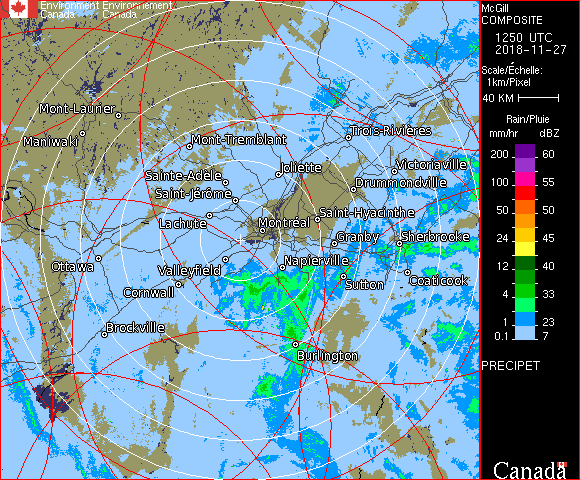 Environment Environnement
Canada Canada
McGill
COMPOSITE
1250 UTC
2018-11-27
Scale/Échelle:
1km/Pixel
40 KM
Rain/Pluie
mm/hr dBZ
200 60
100 55
50 50
24 45
12 40
4 33
1 23
0.1 7
PRECIPET
Canada
Mont-Laurier
Maniwaki
Mont-Tremblant
Trois-Rivières
Sainte-Adèle
Joliette
Victoriaville
Saint-Jérôme
Drummondville
Lachute
Montréal
Saint-Hyacinthe
Granby
Sherbrooke
Ottawa
Valleyfield
Napierville
Cornwall
Sutton
Coaticook
Brockville
Burlington